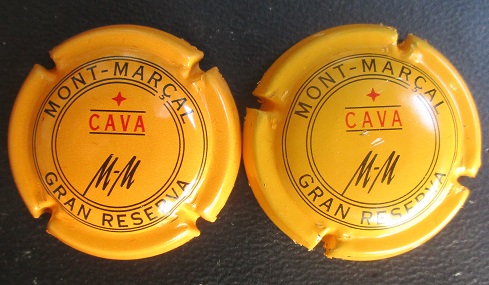 MONT-MARÇAL
CAVA
M-M
GRAN RESERVA
MONT-MARÇAL
CAVA
M-M
GRAN RESERVA